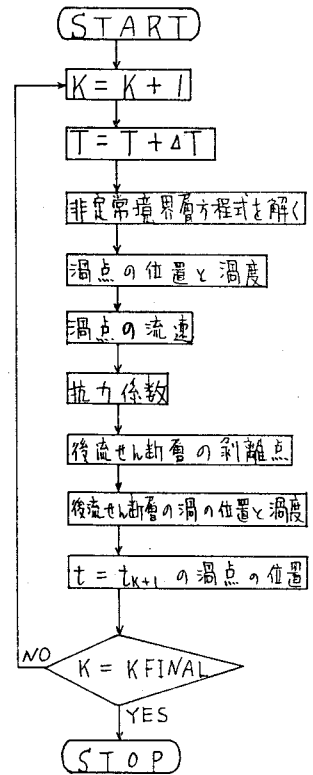 START
K = K + 1
T = T + ΔT
非定常境界層方程式を解く
渦点の位置と渦度
渦点の流速
抗力係数
後流せん断層の剥離点
後流せん断層の渦の位置と渦度
t = tK+1 の渦点の位置
K = KFINAL
NO
YES
STOP